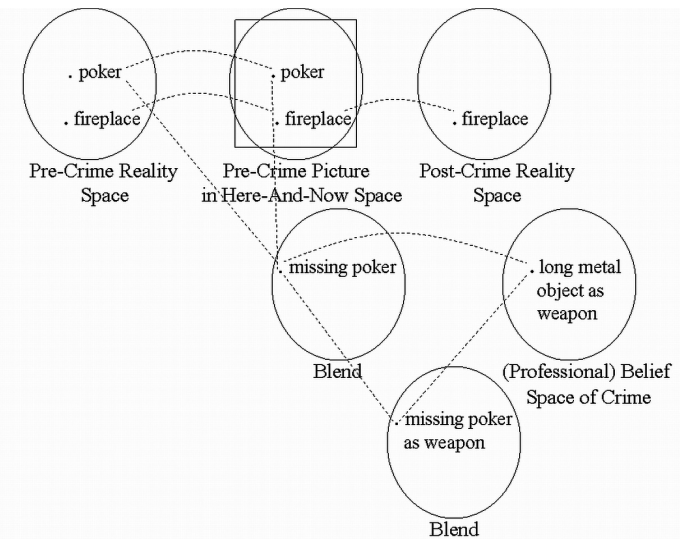 poker
fireplace
Pre-Crime Reality
Space
poker
fireplace
Pre-Crime Picture
in Here-And-Now Space
fireplace
Post-Crime Reality
Space
missing poker
Blend
long metal
object as
weapon
(Professional) Belief
Space of Crime
missing poker
as weapon
Blend